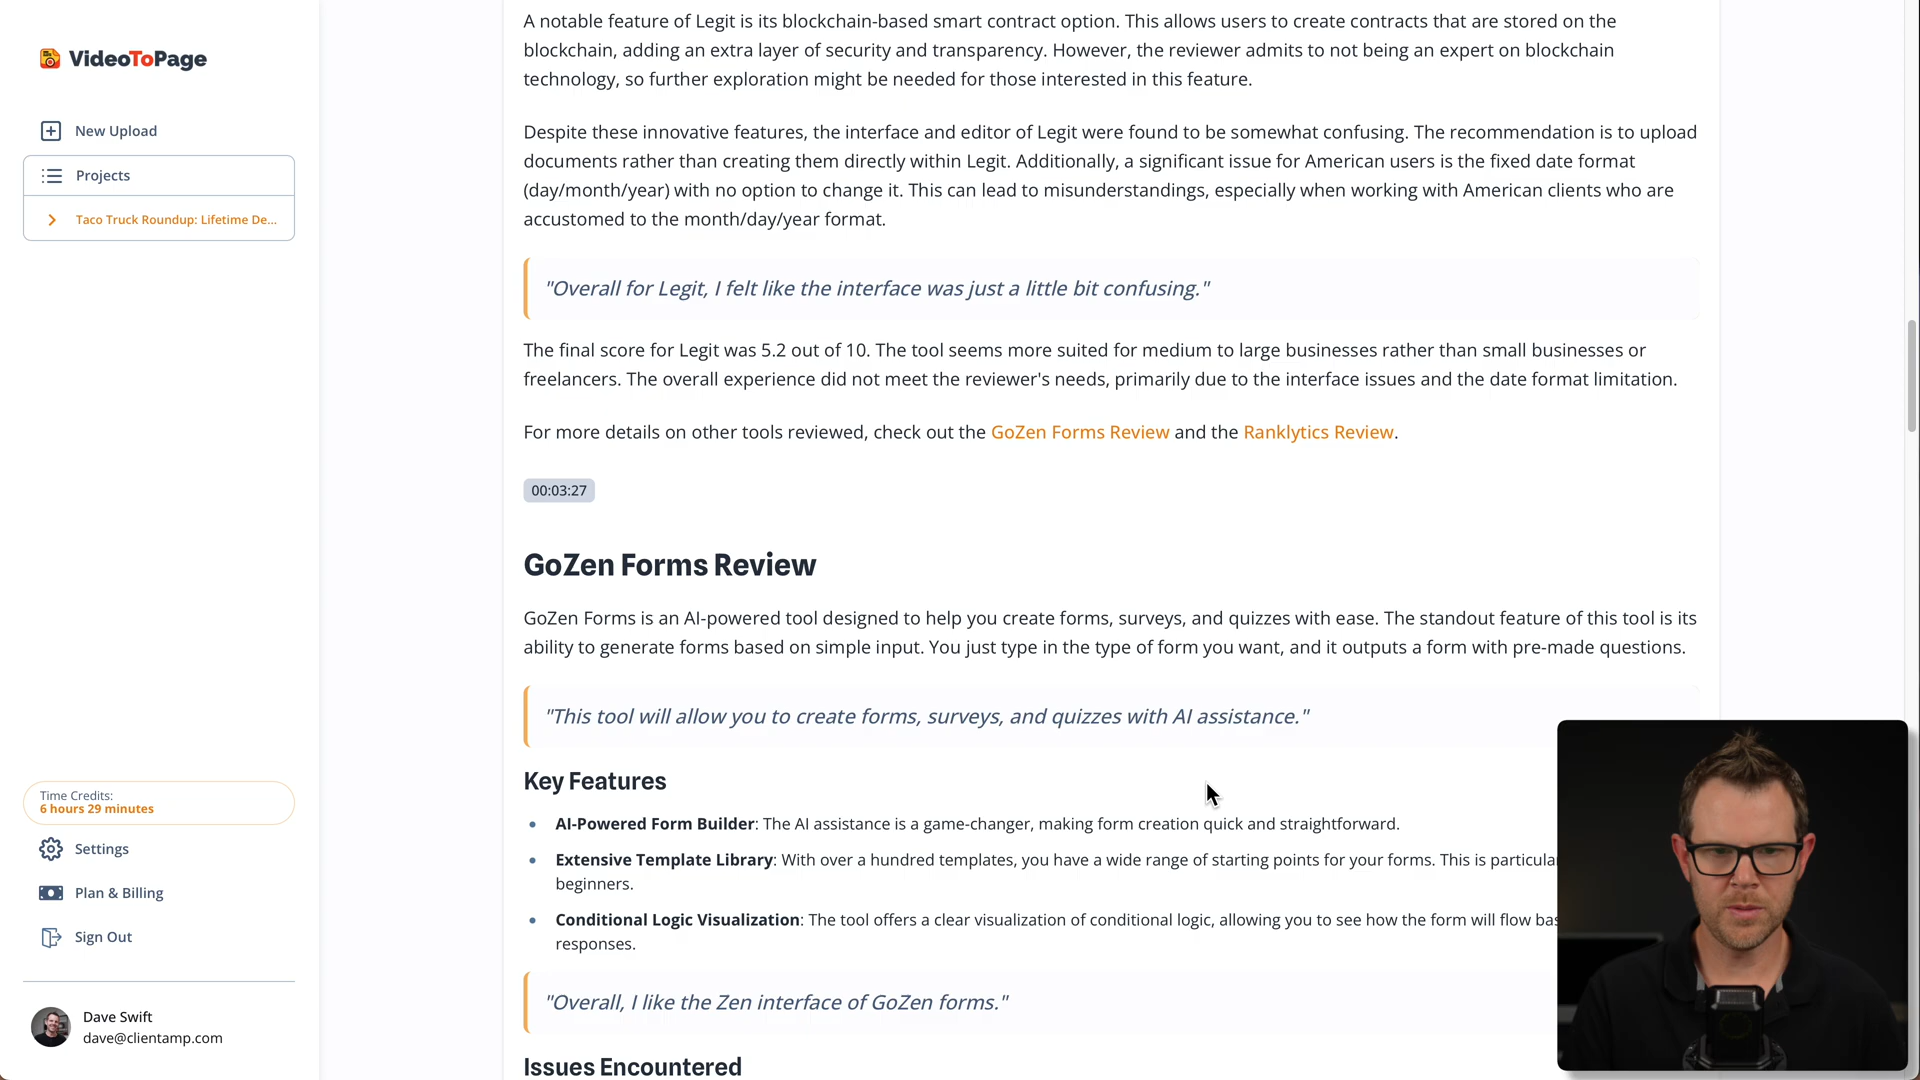 VideoToPage
New Upload
Projects
Taco Truck Roundup: Lifetime De...
Time Credits:
6 hours 29 minutes
Settings
Plan & Billing
Sign Out
Dave Swift
dave@clientamp.com
A notable feature of Legit is its blockchain-based smart contract option. This allows users to create contracts that are stored on the
blockchain, adding an extra layer of security and transparency. However, the reviewer admits to not being an expert on blockchain
technology, so further exploration might be needed for those interested in this feature.
Despite these innovative features, the interface and editor of Legit were found to be somewhat confusing. The recommendation is to upload
documents rather than creating them directly within Legit. Additionally, a significant issue for American users is the fixed date format
(day/month/year) with no option to change it. This can lead to misunderstandings, especially when working with American clients who are
accustomed to the month/day/year format.
"Overall for Legit, I felt like the interface was just a little bit confusing."
The final score for Legit was 5.2 out of 10. The tool seems more suited for medium to large businesses rather than small businesses or
freelancers. The overall experience did not meet the reviewer's needs, primarily due to the interface issues and the date format limitation.
For more details on other tools reviewed, check out the GoZen Forms Review and the Ranklytics Review.
00:03:27
GoZen Forms Review
GoZen Forms is an AI-powered tool designed to help you create forms, surveys, and quizzes with ease. The standout feature of this tool is its
ability to generate forms based on simple input. You just type in the type of form you want, and it outputs a form with pre-made questions.
"This tool will allow you to create forms, surveys, and quizzes with AI assistance."
Key Features
AI-Powered Form Builder: The AI assistance is a game-changer, making form creation quick and straightforward.
Extensive Template Library: With over a hundred templates, you have a wide range of starting points for your forms. This is particular
beginners.
Conditional Logic Visualization: The tool offers a clear visualization of conditional logic, allowing you to see how the form will flow bas
responses.
"Overall, I like the Zen interface of GoZen forms."
Issues Encountered